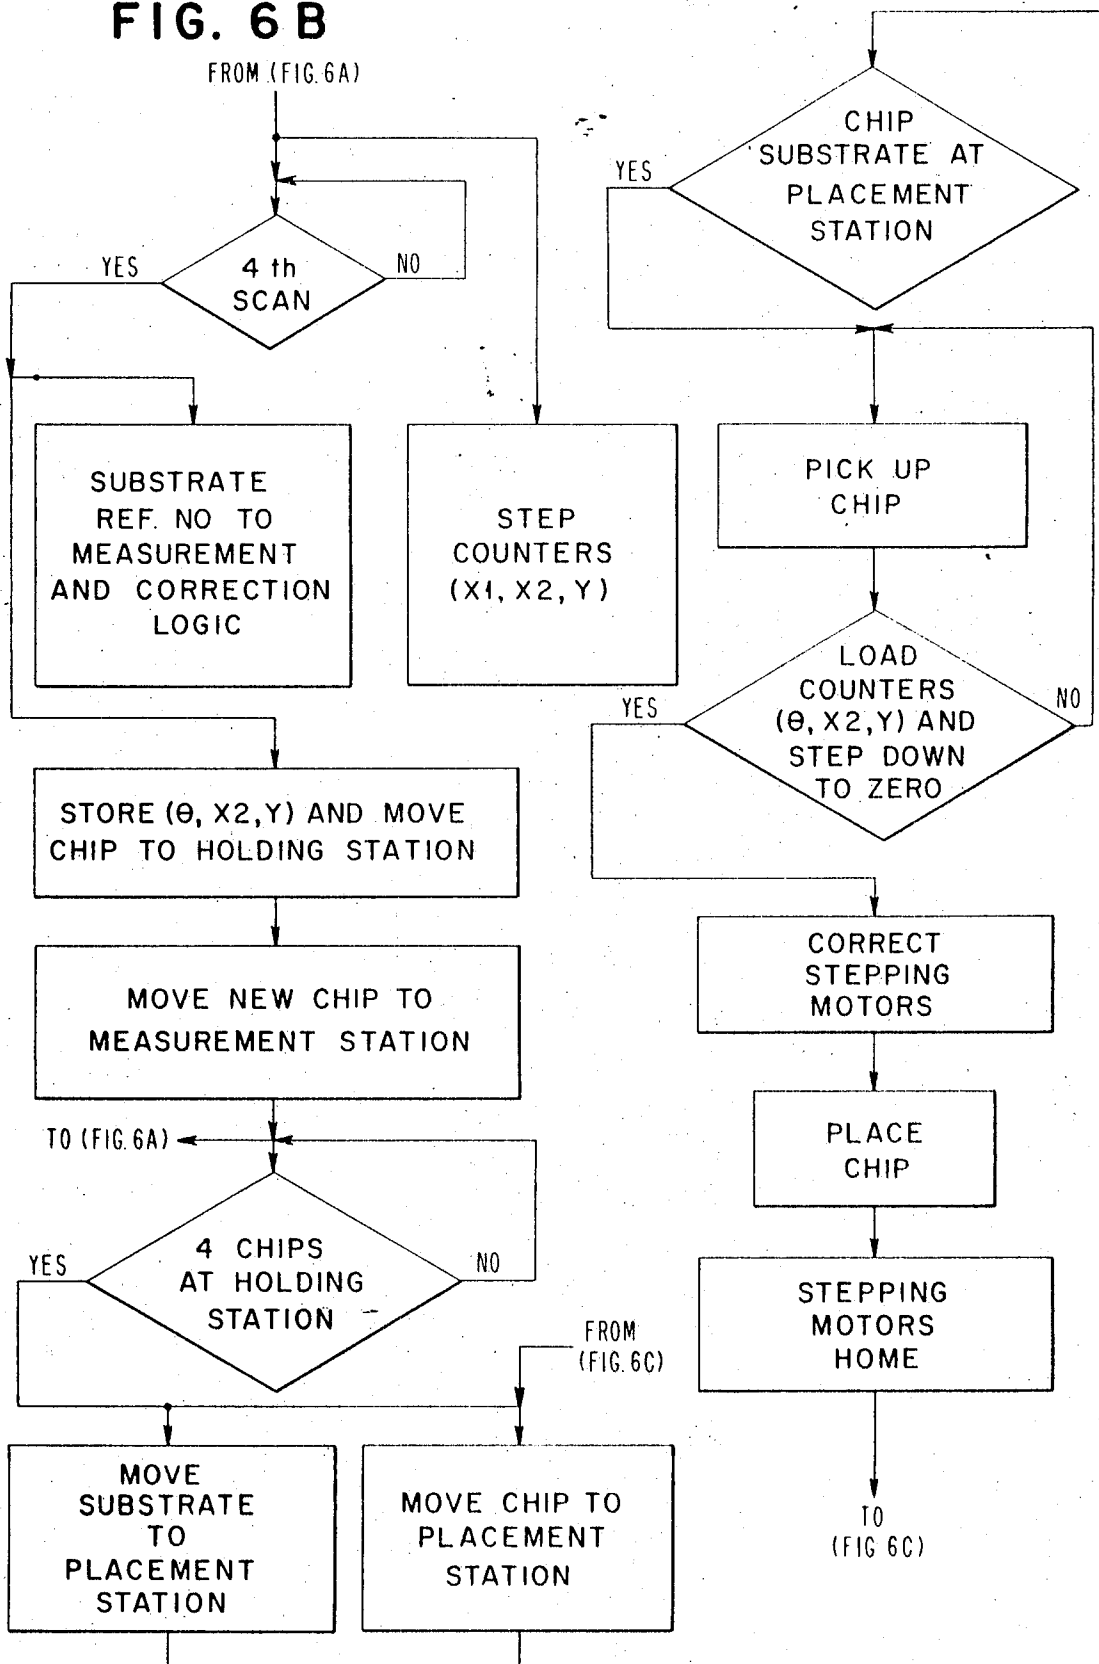 FIG. 6B
FROM (FIG. 6A)
4 th
SCAN
YES
NO
SUBSTRATE
REF. NO TO
MEASUREMENT
AND CORRECTION
LOGIC
STEP
COUNTERS
(X1, X2, Y)
STORE (θ, X2, Y) AND MOVE
CHIP TO HOLDING STATION
MOVE NEW CHIP TO
MEASUREMENT STATION
TO (FIG. 6A)
4 CHIPS
AT HOLDING
STATION
YES
NO
FROM
(FIG. 6C)
MOVE
SUBSTRATE
TO
PLACEMENT
STATION
MOVE CHIP TO
PLACEMENT
STATION
CHIP
SUBSTRATE AT
PLACEMENT
STATION
YES
PICK UP
CHIP
LOAD
COUNTERS
(θ, X2, Y) AND
STEP DOWN
TO ZERO
YES
NO
CORRECT
STEPPING
MOTORS
PLACE
CHIP
STEPPING
MOTORS
HOME
TO
(FIG 6C)